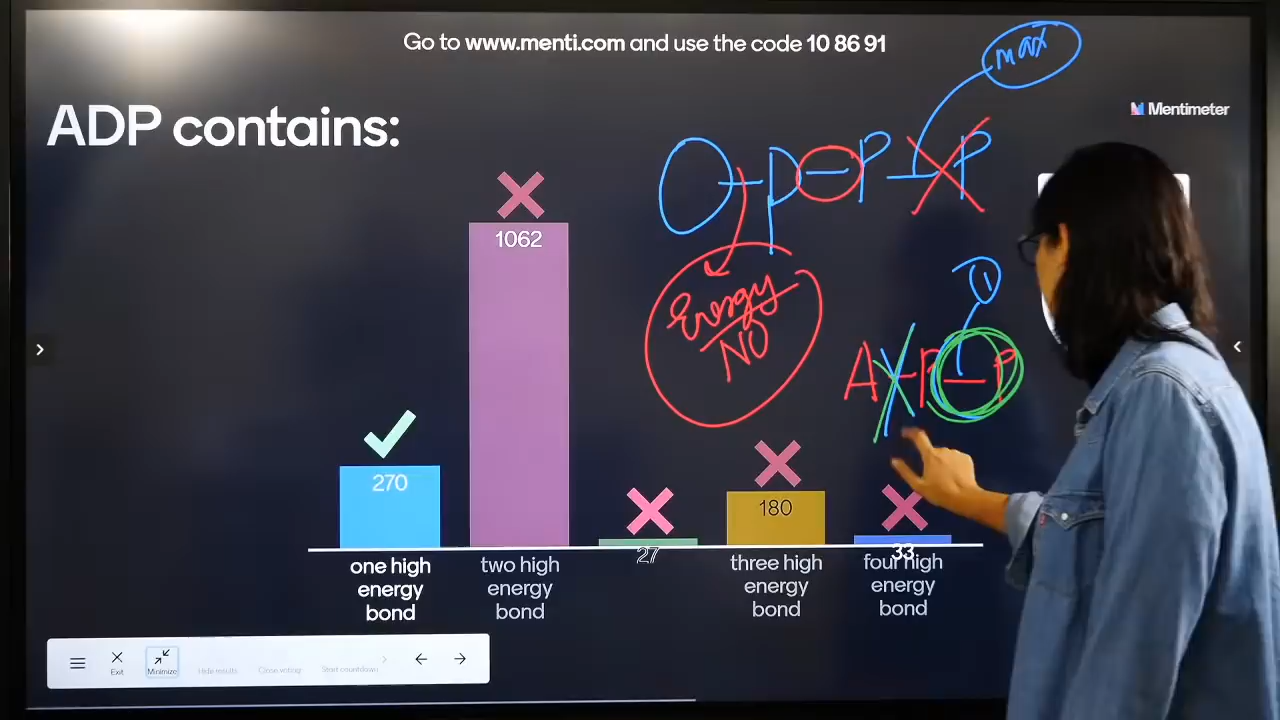 Go to www.menti.com and use the code 10 86 91
max
Mentimeter
ADP contains:
P – P – P
1062
Energy
NO
1
A – P – P
270
180
27
33
one high
energy
bond
two high
energy
bond
three high
energy
bond
four high
energy
bond
Exit
Minimize
Hide results
Close voting
Start countdown